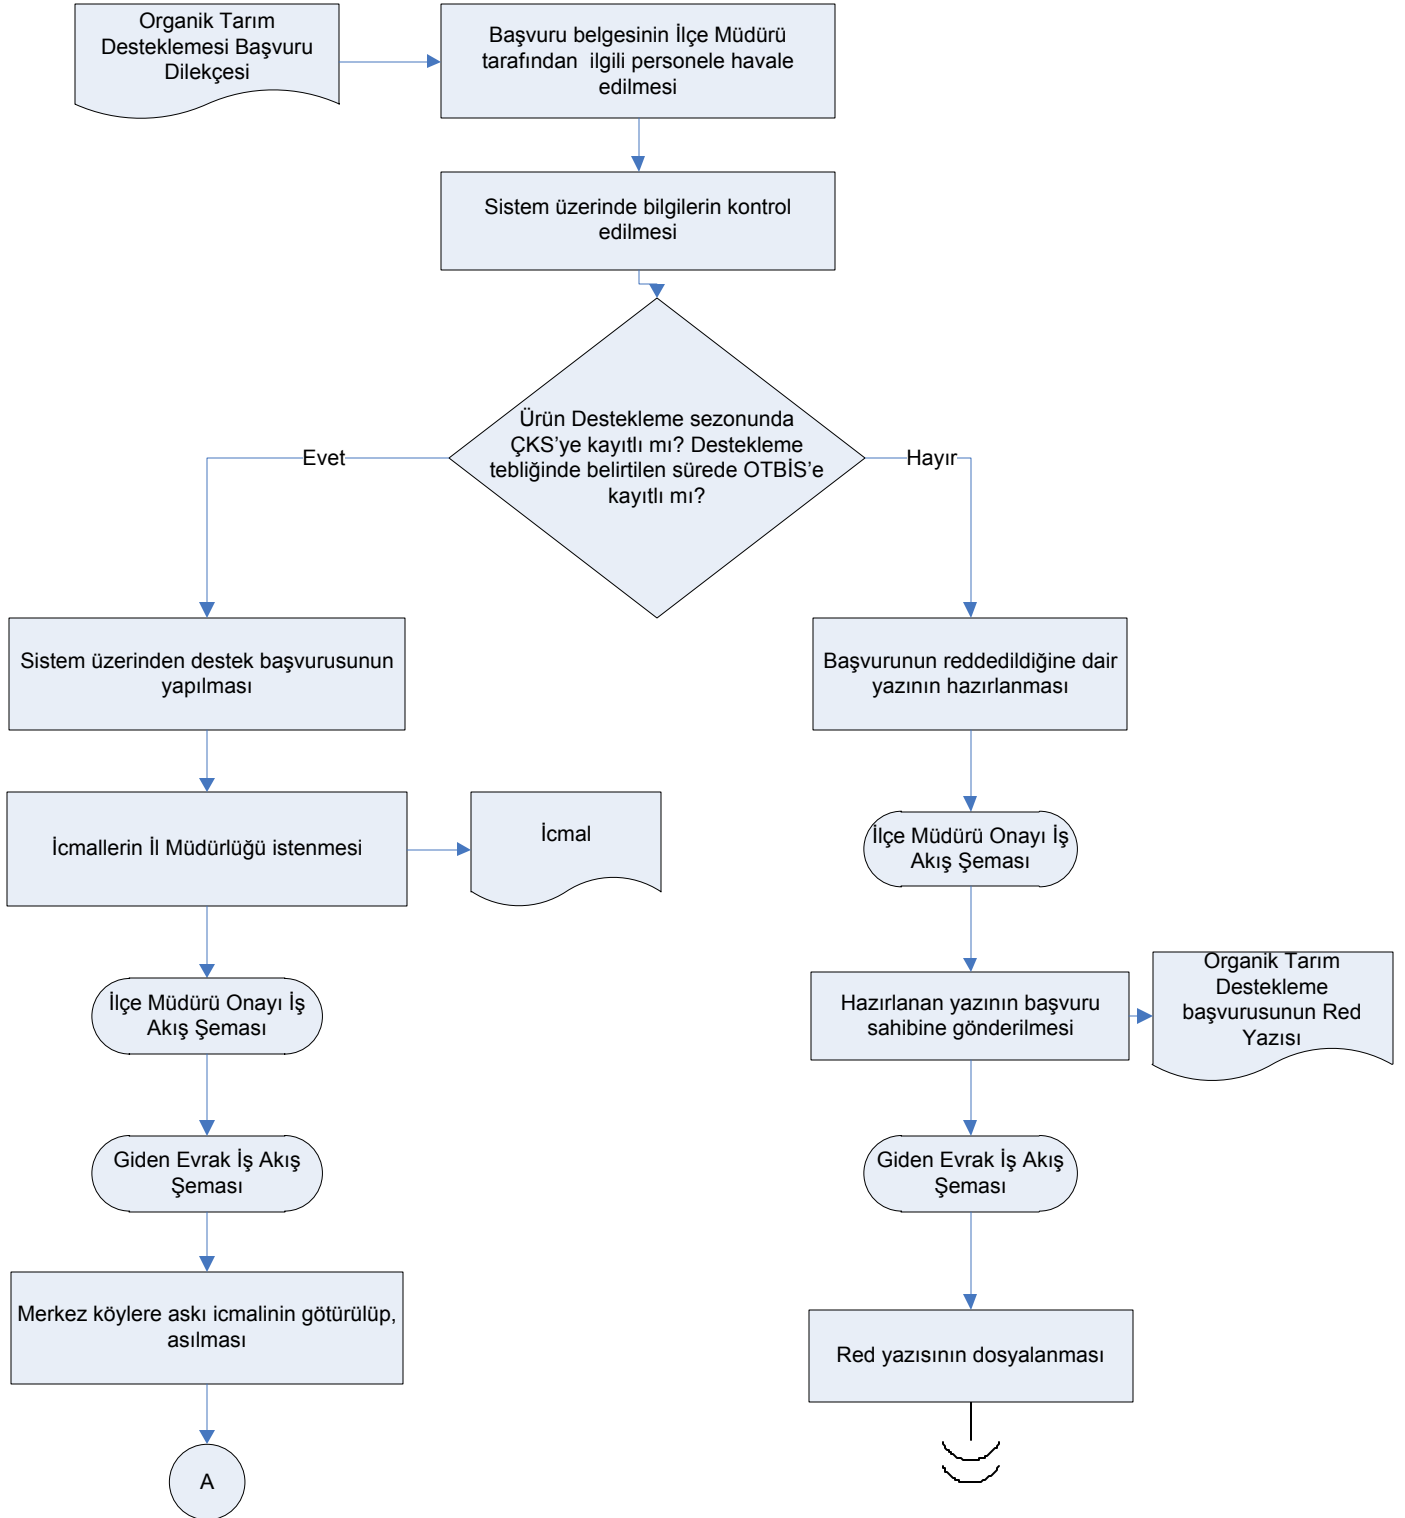 Organik Tarım
Desteklemesi Başvuru
Dilekçesi
Başvuru belgesinin İlçe Müdürü
tarafından ilgili personele havale
edilmesi
Sistem üzerinde bilgilerin kontrol
edilmesi
Ürün Destekleme sezonunda
ÇKS’ye kayıtlı mı? Destekleme
tebliğinde belirtilen sürede OTBİS’e
kayıtlı mı?
Evet
Hayır
Sistem üzerinden destek başvurusunun
yapılması
Başvurunun reddedildiğine dair
yazının hazırlanması
İcmallerin İl Müdürlüğü istenmesi
İcmal
İlçe Müdürü Onayı İş
Akış Şeması
İlçe Müdürü Onayı İş
Akış Şeması
Hazırlanan yazının başvuru
sahibine gönderilmesi
Organik Tarım
Destekleme
başvurusunun Red
Yazısı
Giden Evrak İş Akış
Şeması
Giden Evrak İş Akış
Şeması
Merkez köylere askı icmalinin götürülüp,
asılması
Red yazısının dosyalanması
A